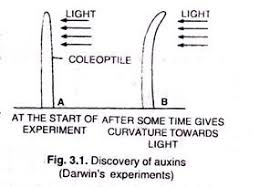 LIGHT
LIGHT
COLEOPTILE
A
B
AT THE START OF AFTER SOME TIME GIVES
EXPERIMENT CURVATURE TOWARDS
LIGHT
Fig. 3.1. Discovery of auxins
(Darwin's experiments)